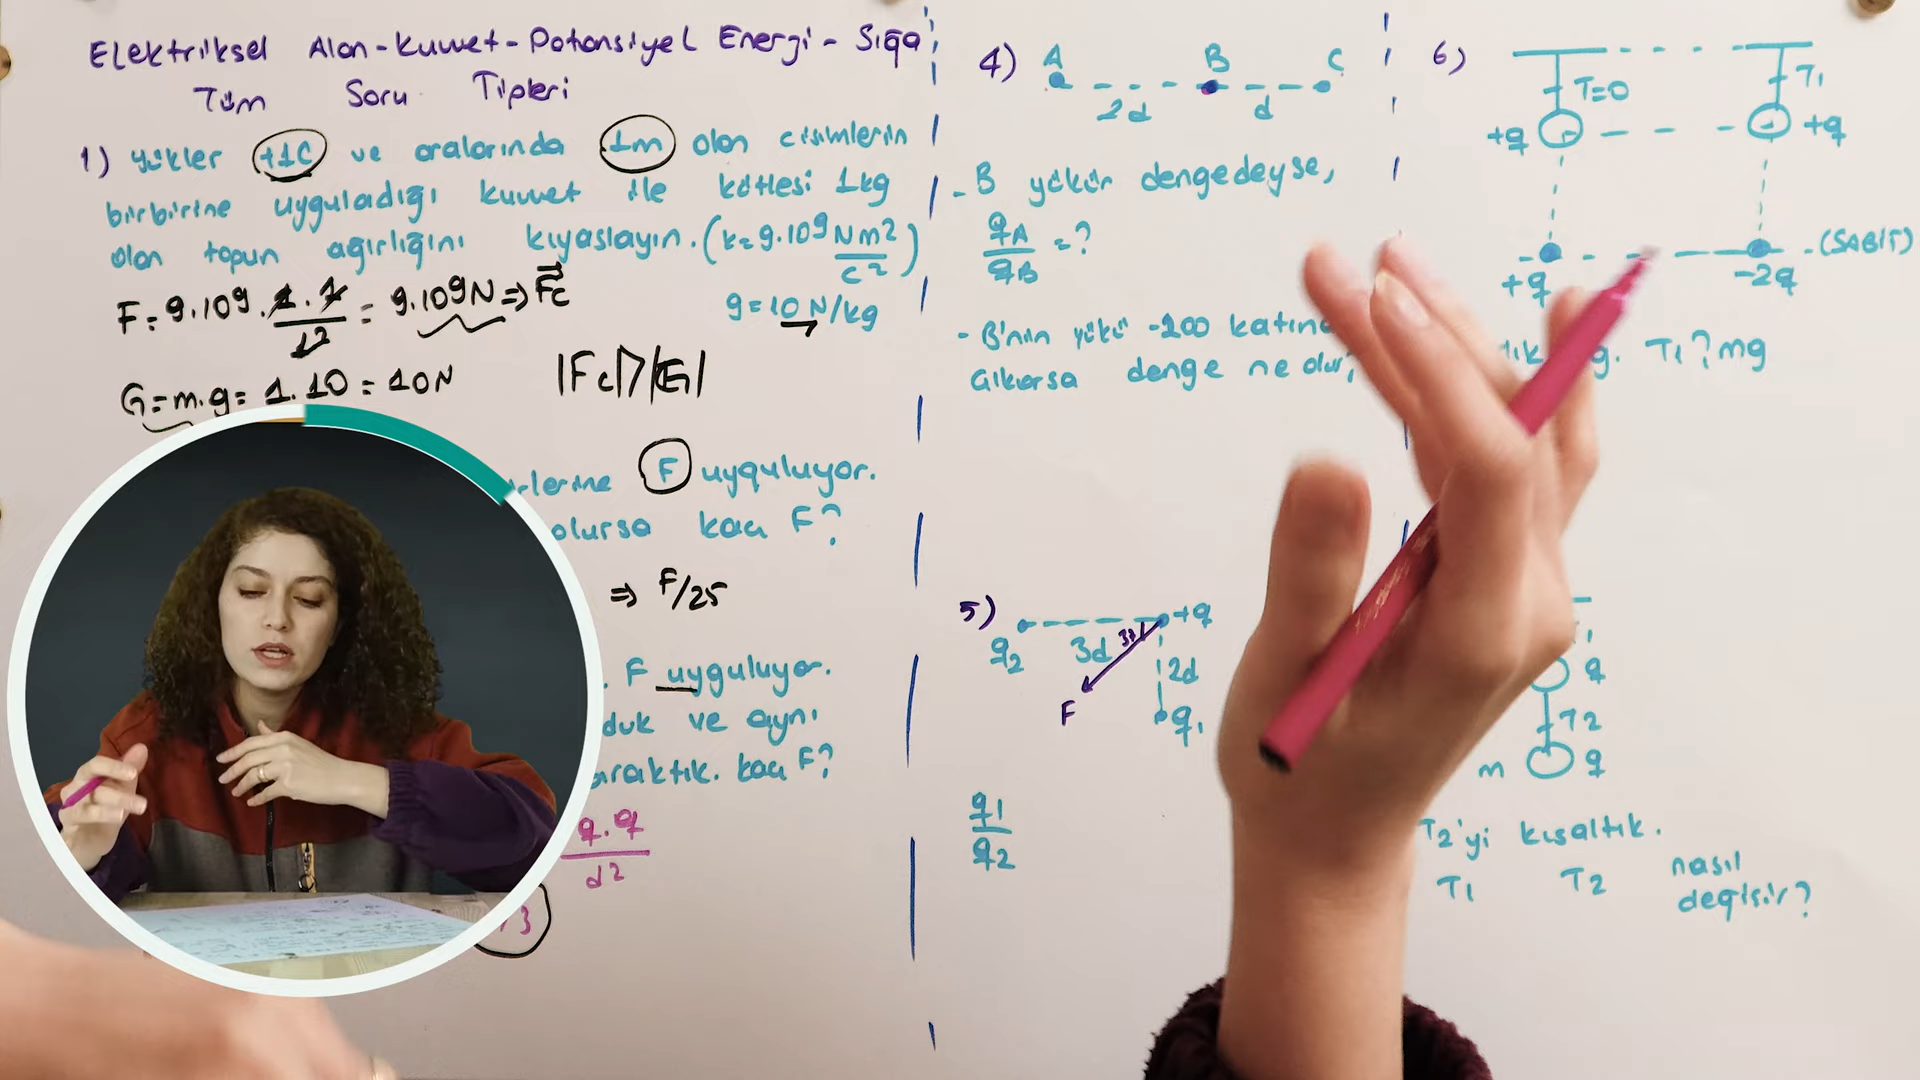 Elektriksel Alan-Kuvvet-Potansiyel Enerji - Sığa
Tüm Soru Tipleri
1) yükler +1C ve aralarında 1m olan cisimlerin
birbirine uyguladığı kuvvet ile kütlesi 1kg
olan topun ağırlığını kıyaslayın. (k=9.10⁹ Nm²/C²)
g=10 N/kg
F=9.10⁹.1.1/1² = 9.10⁹N ⇒ Fc
G=m.g= 1.10 = 10N
|Fc|>|G|
F uyguluyor.
olursa kaç F?
⇒ F/25
F uyguluyor.
ve aynı
kaç F?
q.q/d²
3
4) A B C
2d d
- B yükü dengedeyse,
qA/qB =?
- B'nin yükü -200 katına
çıkarsa denge ne olur,
5) +q
q2 3d 37
2d
F
q1
q1/q2
6)
T=0 T1
+q +q
-(SABİT)
+q -2q
T1 ? mg
q
T2
m q
T2'yi kısalttık.
T1 T2 nasıl
değişir?